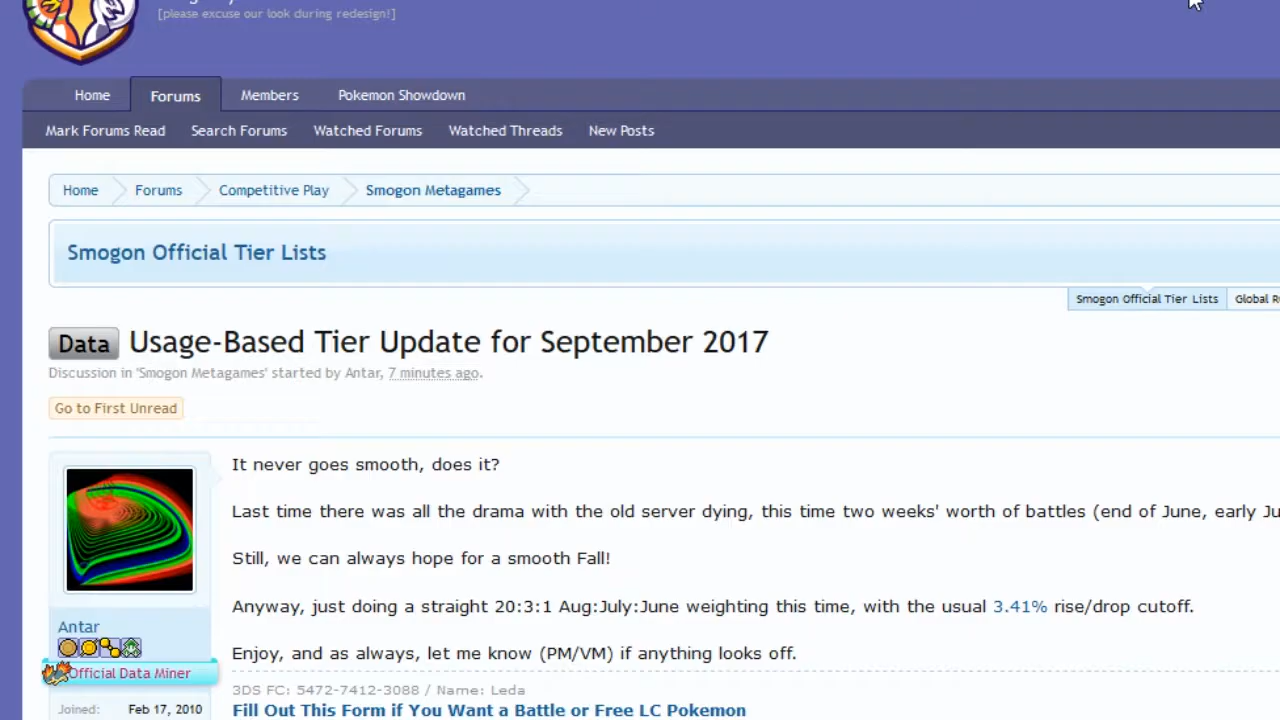 [please excuse our look during redesign!]
Home Forums Members Pokemon Showdown
Mark Forums Read Search Forums Watched Forums Watched Threads New Posts
Home Forums Competitive Play Smogon Metagames
Smogon Official Tier Lists
Smogon Official Tier Lists Global
Data Usage-Based Tier Update for September 2017
Discussion in 'Smogon Metagames' started by Antar, 7 minutes ago.
Go to First Unread
It never goes smooth, does it?
Last time there was all the drama with the old server dying, this time two weeks' worth of battles (end of June, early Ju
Still, we can always hope for a smooth Fall!
Anyway, just doing a straight 20:3:1 Aug:July:June weighting this time, with the usual 3.41% rise/drop cutoff.
Enjoy, and as always, let me know (PM/VM) if anything looks off.
Antar
Official Data Miner
Joined: Feb 17, 2010
3DS FC: 5472-7412-3088 / Name: Leda
Fill Out This Form if You Want a Battle or Free LC Pokemon